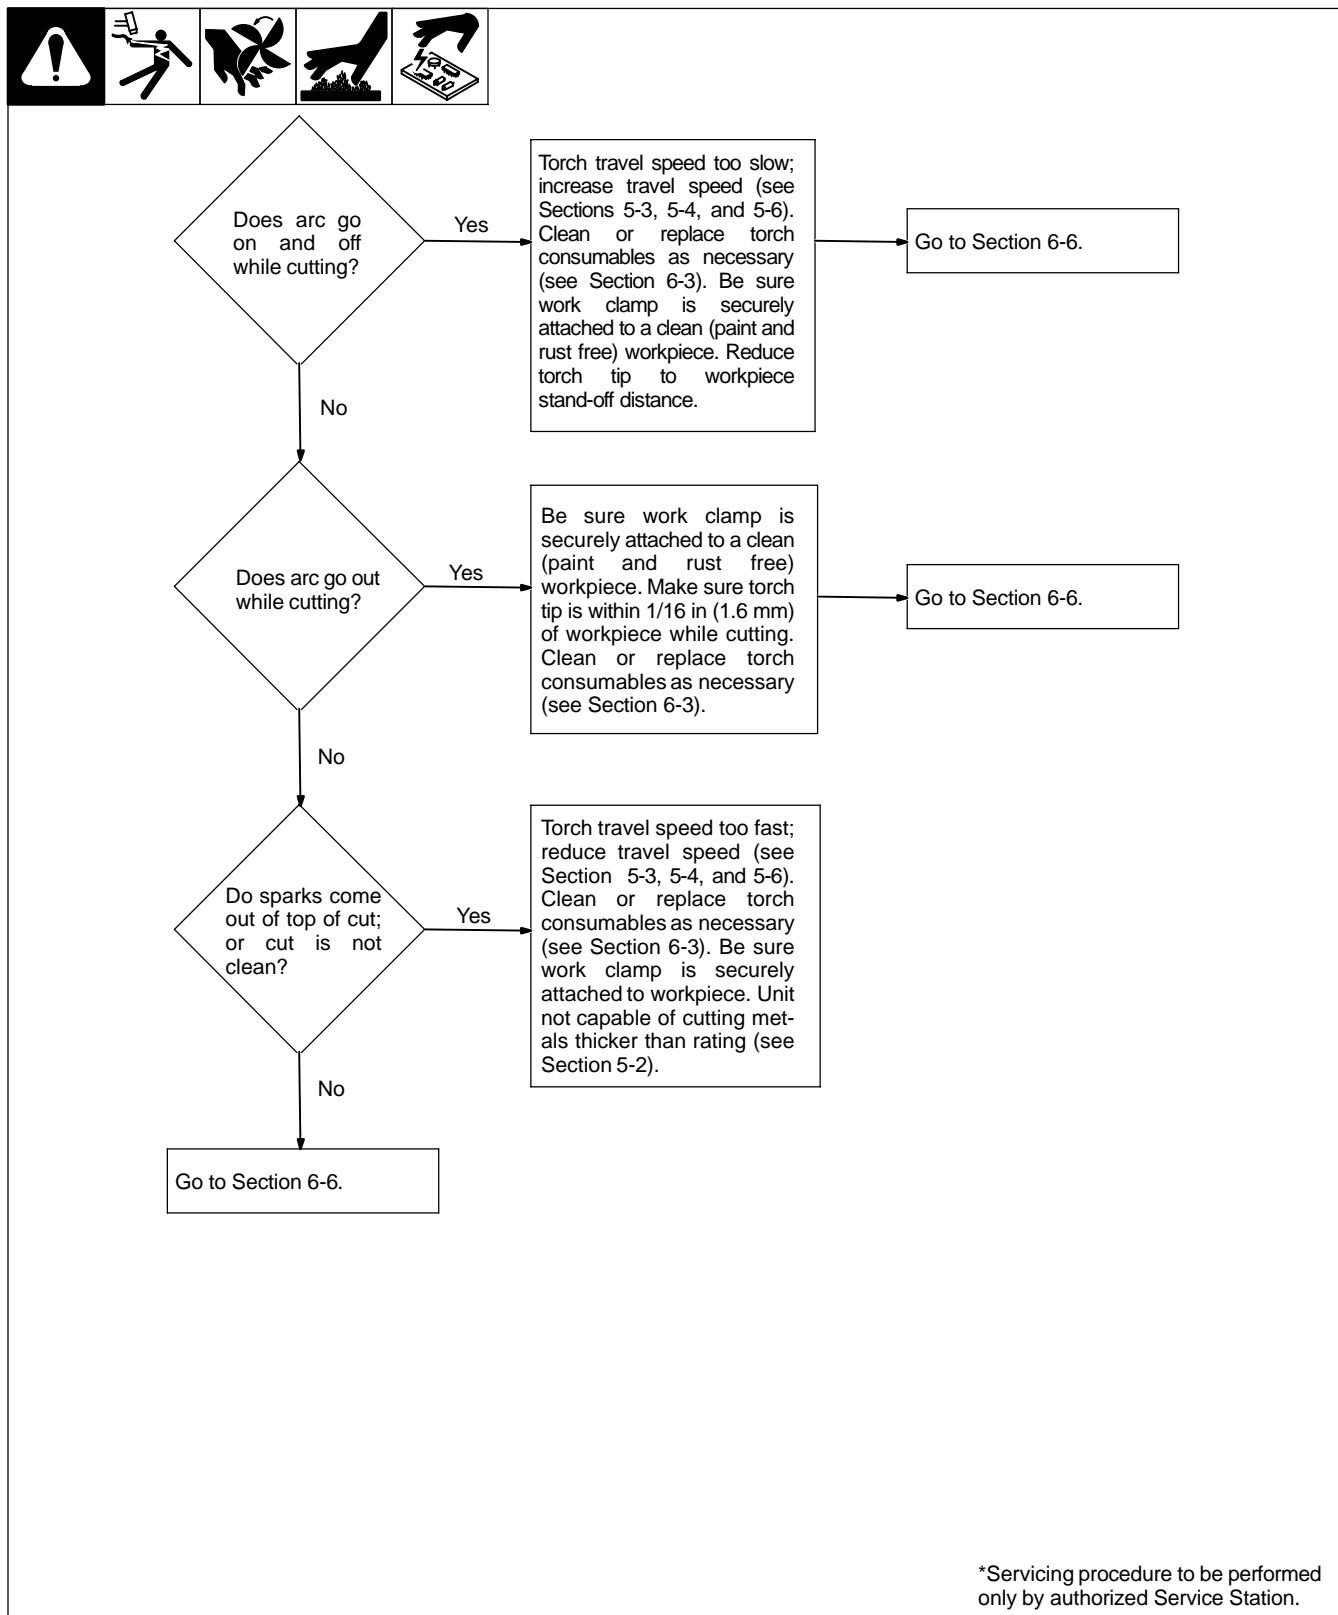 Does arc go
on and off
while cutting?
Yes
Torch travel speed too slow;
increase travel speed (see
Sections 5-3, 5-4, and 5-6).
Clean or replace torch
consumables as necessary
(see Section 6-3). Be sure
work clamp is securely
attached to a clean (paint and
rust free) workpiece. Reduce
torch tip to workpiece
stand-off distance.
Go to Section 6-6.
No
Does arc go out
while cutting?
Yes
Be sure work clamp is
securely attached to a clean
(paint and rust free)
workpiece. Make sure torch
tip is within 1/16 in (1.6 mm)
of workpiece while cutting.
Clean or replace torch
consumables as necessary
(see Section 6-3).
Go to Section 6-6.
No
Do sparks come
out of top of cut;
or cut is not
clean?
Yes
Torch travel speed too fast;
reduce travel speed (see
Section 5-3, 5-4, and 5-6).
Clean or replace torch
consumables as necessary
(see Section 6-3). Be sure
work clamp is securely
attached to workpiece. Unit
not capable of cutting met-
als thicker than rating (see
Section 5-2).
No
Go to Section 6-6.
*Servicing procedure to be performed
only by authorized Service Station.